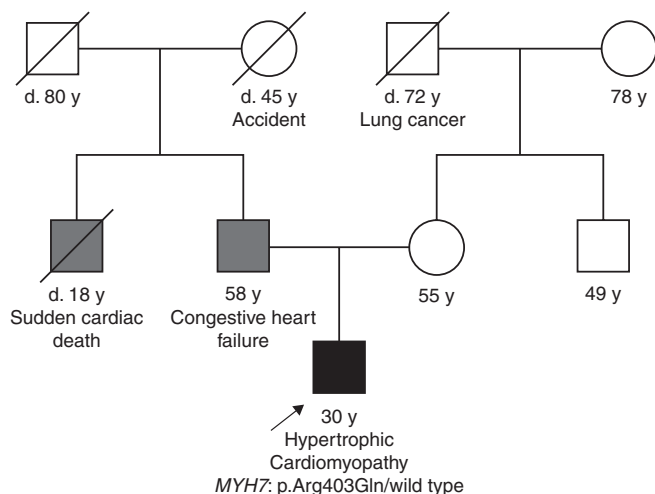 d. 80 y
d. 45 y
Accident
d. 72 y
Lung cancer
78 y
d. 18 y
Sudden cardiac
death
58 y
Congestive heart
failure
55 y
49 y
30 y
Hypertrophic
Cardiomyopathy
MYH7: p.Arg403Gln/wild type